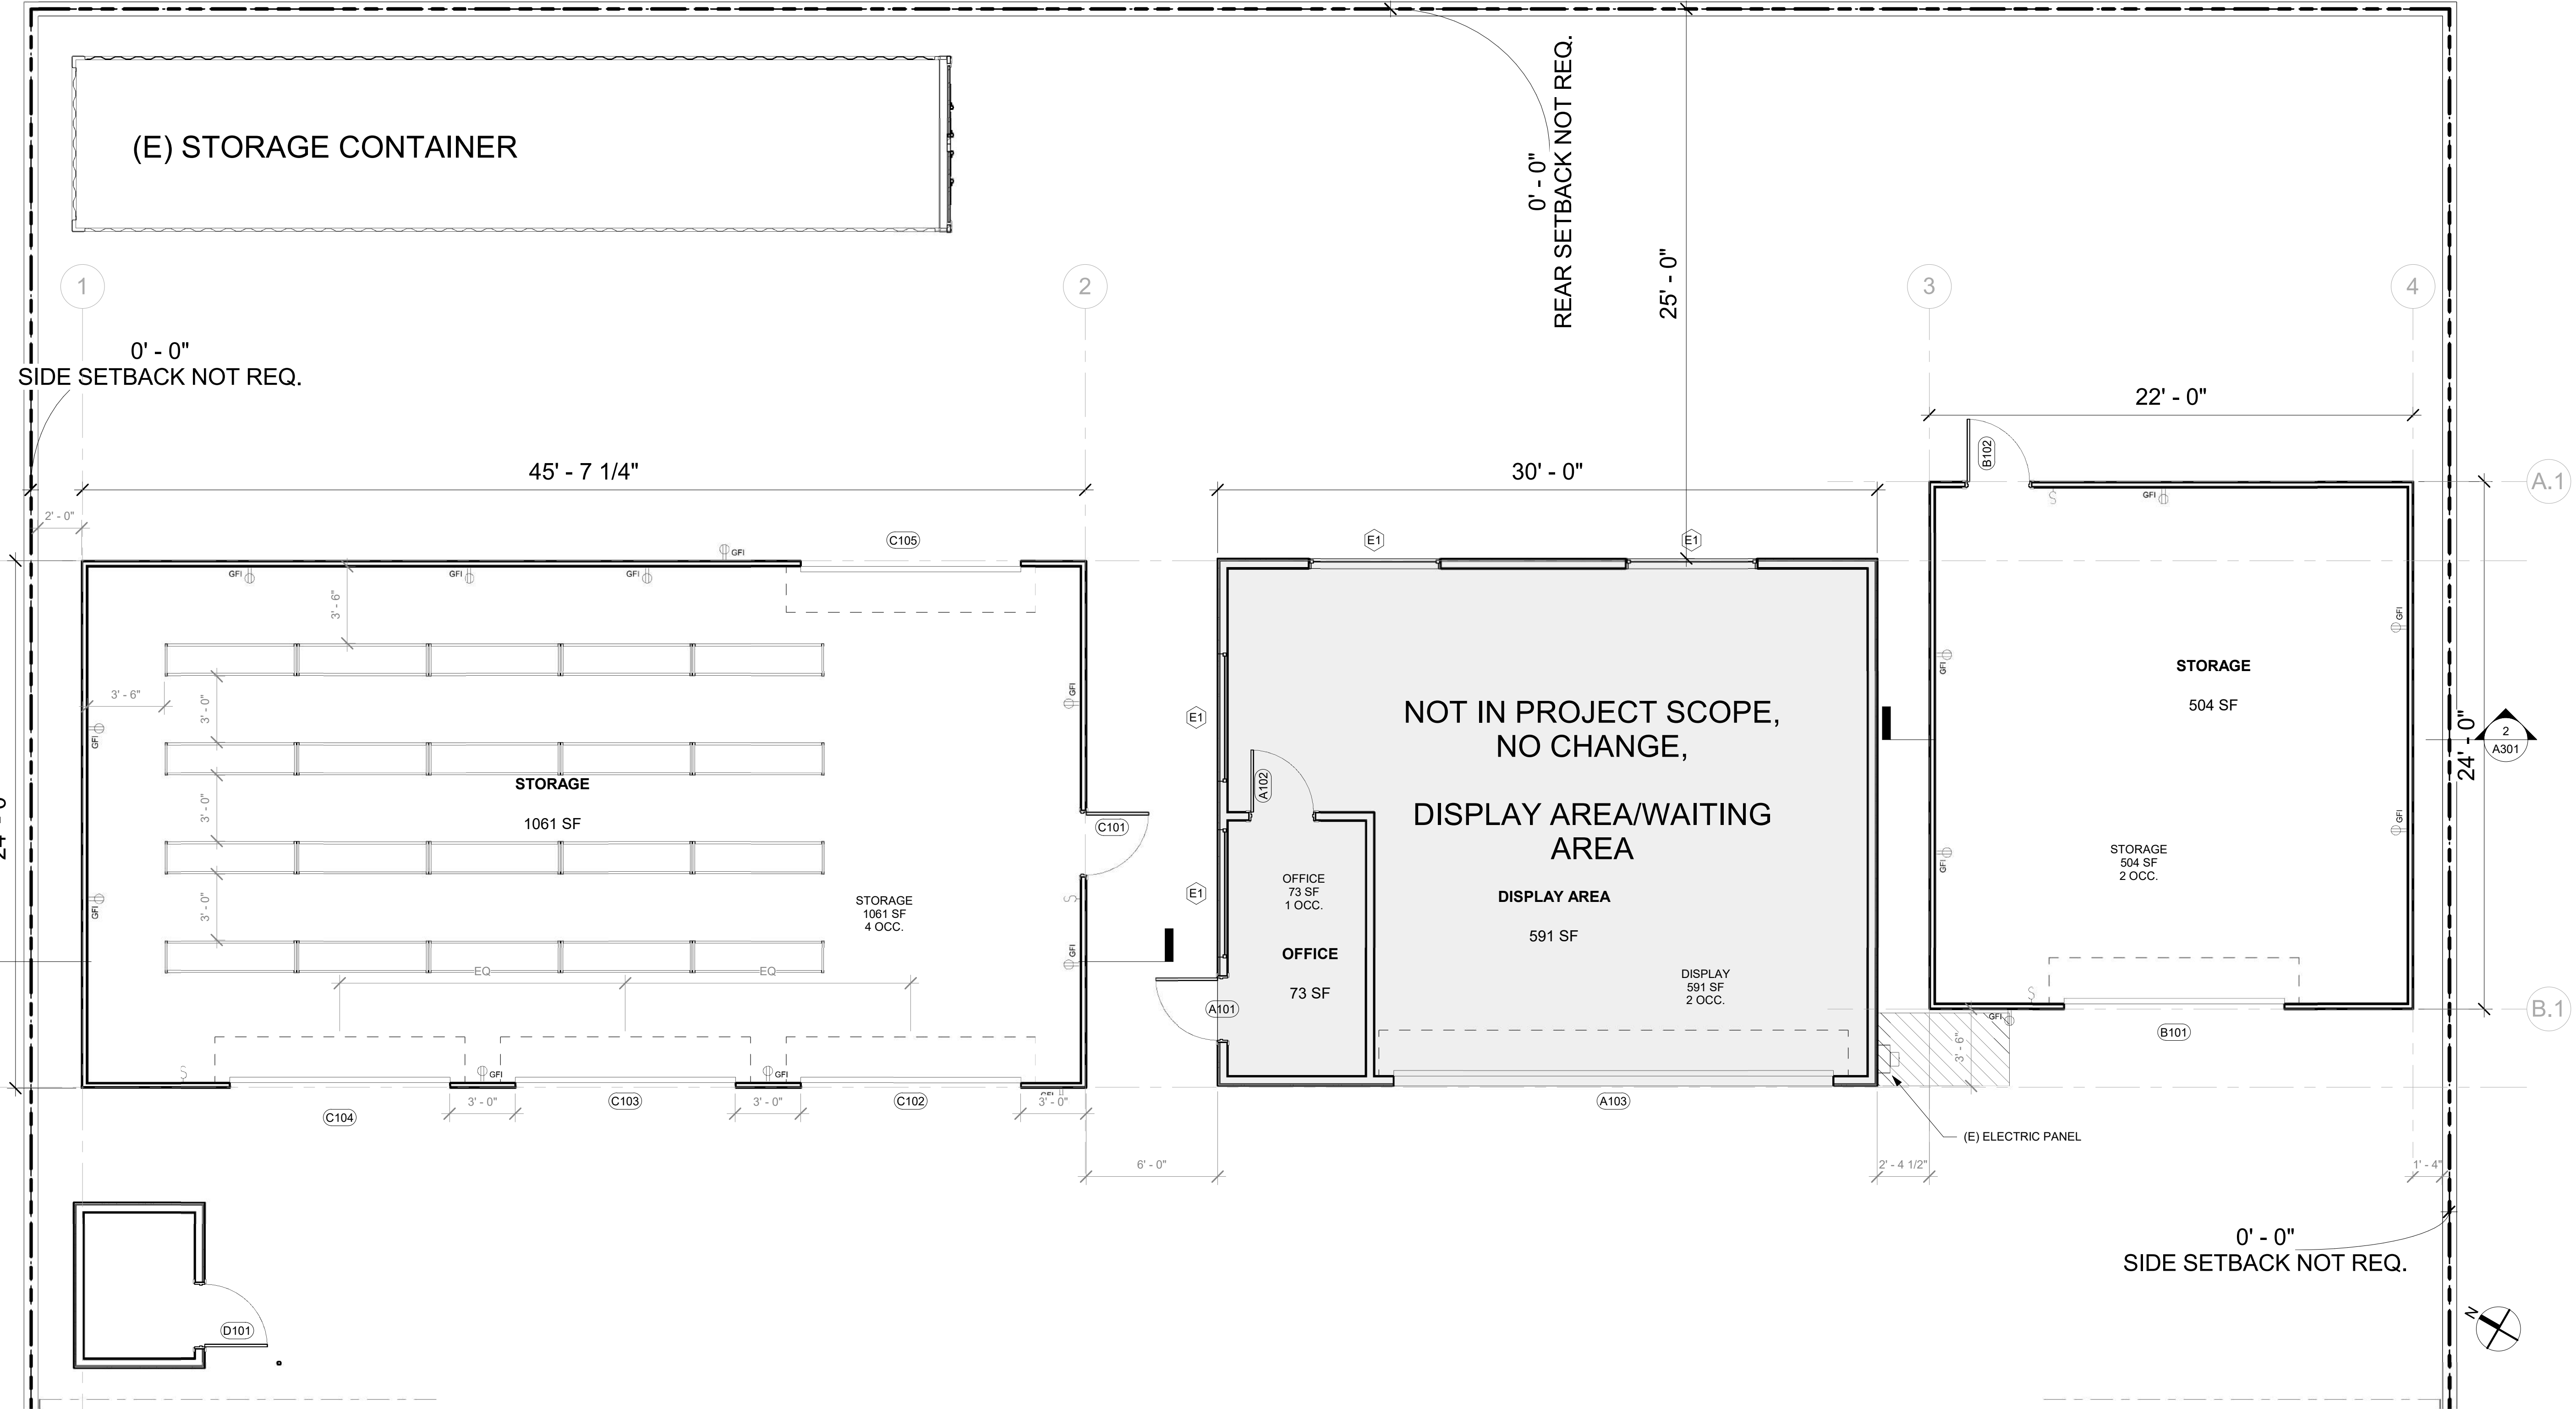 (E) STORAGE CONTAINER
0' - 0"
REAR SETBACK NOT REQ.
25' - 0"
1
2
3
4
0' - 0"
SIDE SETBACK NOT REQ.
22' - 0"
45' - 7 1/4"
30' - 0"
B102
A.1
2' - 0"
C105
E1
E1
GFI
GFI
GFI
GFI
GFI
S
3' - 6"
3' - 6"
3' - 0"
3' - 0"
3' - 0"
GFI
GFI
GFI
GFI
STORAGE
1061 SF
STORAGE
1061 SF
4 OCC.
S
C101
E1
E1
NOT IN PROJECT SCOPE,
NO CHANGE,
DISPLAY AREA/WAITING
AREA
A102
OFFICE
73 SF
1 OCC.
OFFICE
73 SF
DISPLAY AREA
591 SF
DISPLAY
591 SF
2 OCC.
GFI
GFI
GFI
GFI
STORAGE
504 SF
STORAGE
504 SF
2 OCC.
24' - 0"
2
A301
EQ
EQ
A101
S
GFI
GFI
S
GFI
3' - 6"
B101
B.1
C104
3' - 0"
C103
3' - 0"
C102
3' - 0"
A103
(E) ELECTRIC PANEL
6' - 0"
2' - 4 1/2"
1' - 4"
0' - 0"
SIDE SETBACK NOT REQ.
D101
N